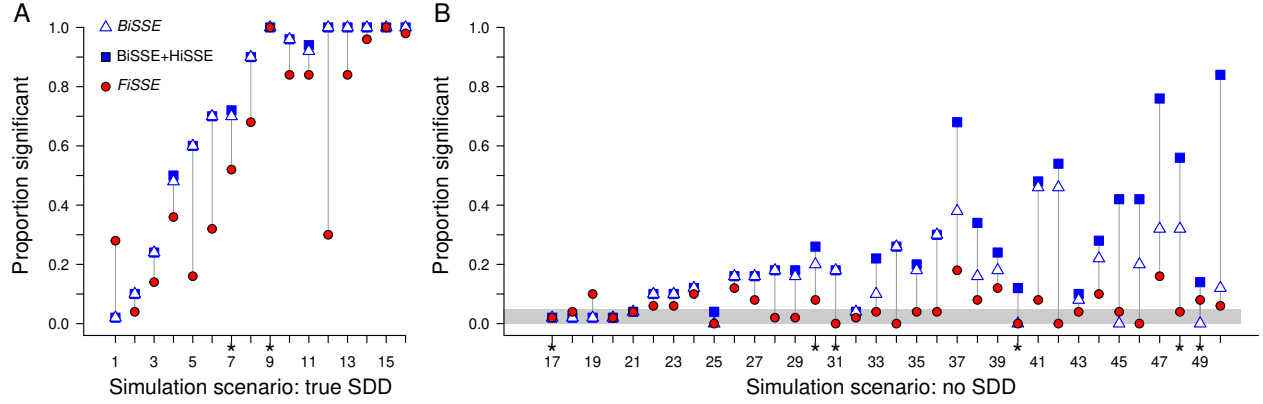 A
B
BiSSE
BiSSE+HiSSE
FiSSE
Proportion significant
1.0
0.8
0.6
0.4
0.2
0.0
1 3 5 7 9 11 13 15
* *
Simulation scenario: true SDD
Proportion significant
1.0
0.8
0.6
0.4
0.2
0.0
* * * * * *
17 19 21 23 25 27 29 31 33 35 37 39 41 43 45 47 49
Simulation scenario: no SDD